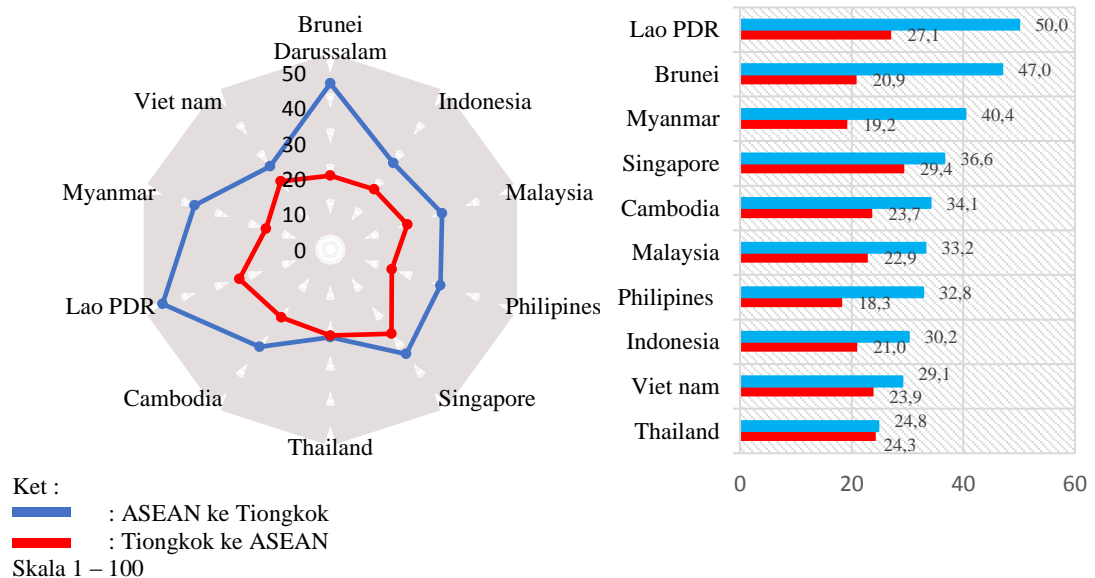 Brunei
Darussalam
Indonesia
Malaysia
Philipines
Singapore
Thailand
Cambodia
Lao PDR
Myanmar
Viet nam
50
40
30
20
10
0
Ket :
: ASEAN ke Tiongkok
: Tiongkok ke ASEAN
Skala 1 – 100
Lao PDR 50,0
27,1
Brunei 47,0
20,9
Myanmar 40,4
19,2
Singapore 36,6
29,4
Cambodia 34,1
23,7
Malaysia 33,2
22,9
Philipines 32,8
18,3
Indonesia 30,2
21,0
Viet nam 29,1
23,9
Thailand 24,8
24,3
0 20 40 60